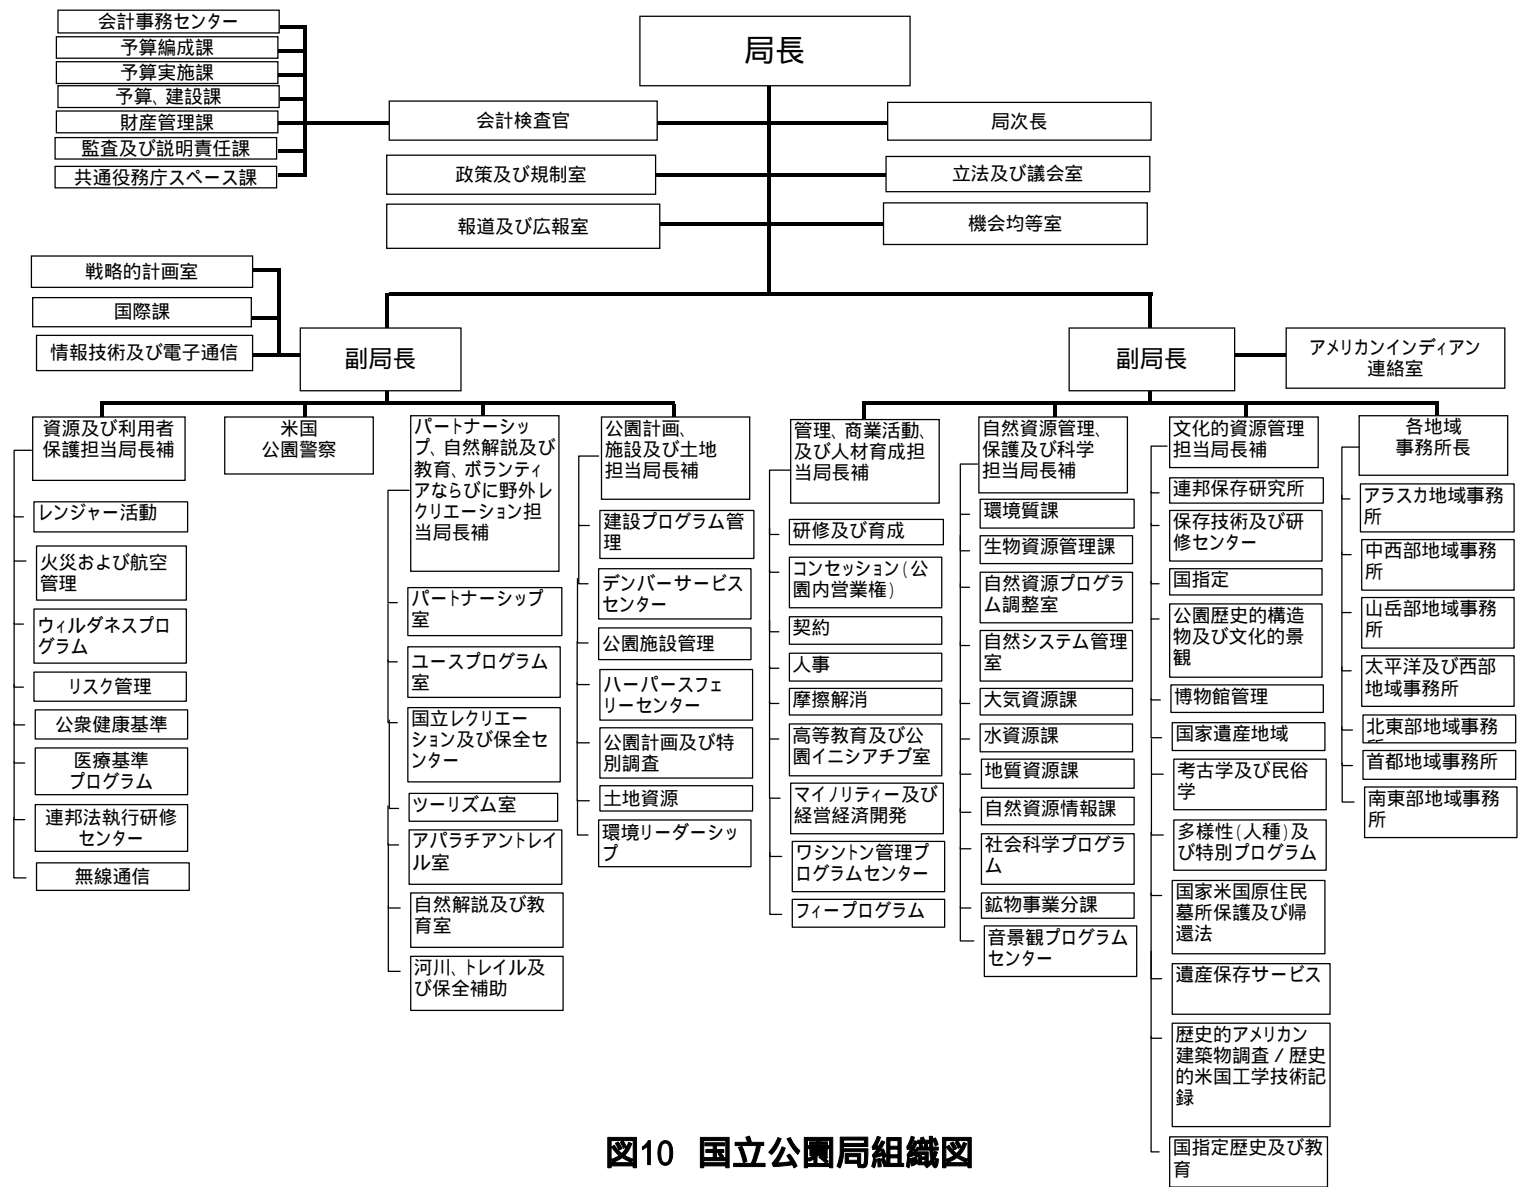 会計事務センター
予算編成課
予算実施課
予算、建設課
財産管理課
監査及び説明責任課
共通役務庁スペース課
局長
会計検査官
局次長
政策及び規制室
立法及び議会室
報道及び広報室
機会均等室
戦略的計画室
国際課
情報技術及び電子通信
副局長
副局長
アメリカンインディアン
連絡室
資源及び利用者
保護担当局長補
レンジャー活動
火災および航空
管理
ウィルダネスプロ
グラム
リスク管理
公衆健康基準
医療基準
プログラム
連邦法執行研修
センター
無線通信
米国
公園警察
パートナーシッ
プ、自然解説及び
教育、ボランティ
アならびに野外レ
クリエーション担
当局長補
パートナーシップ
室
ユースプログラム
室
国立レクリエー
ション及び保全セ
ンター
ツーリズム室
アパラチアントレイ
ル室
自然解説及び教
育室
河川、トレイル及
び保全補助
公園計画、
施設及び土地
担当局長補
建設プログラム管
理
デンバーサービス
センター
公園施設管理
ハーパースフェ
リーセンター
公園計画及び特
別調査
土地資源
環境リーダーシッ
プ
管理、商業活動、
及び人材育成担
当局長補
研修及び育成
コンセッション(公
園内営業権)
契約
人事
摩擦解消
高等教育及び公
園イニシアチブ室
マイノリティー及び
経営経済開発
ワシントン管理プ
ログラムセンター
フィープログラム
自然資源管理、
保護及び科学
担当局長補
環境質課
生物資源管理課
自然資源プログラ
ム調整室
自然システム管理
室
大気資源課
水資源課
地質資源課
自然資源情報課
社会科学プログラ
ム
鉱物事業分課
音景観プログラム
センター
文化的資源管理
担当局長補
連邦保存研究所
保存技術及び研
修センター
国指定
公園歴史的構造
物及び文化的景
観
博物館管理
国家遺産地域
考古学及び民俗
学
多様性(人種)及
び特別プログラム
国家米国原住民
墓所保護及び帰
還法
遺産保存サービス
歴史的アメリカン
建築物調査/歴史
的米国工学技術記
録
国指定歴史及び教
育
各地域
事務所長
アラスカ地域事務
所
中西部地域事務
所
山岳部地域事務
所
太平洋及び西部
地域事務所
北東部地域事務
首都地域事務所
南東部地域事務
所
図10 国立公園局組織図